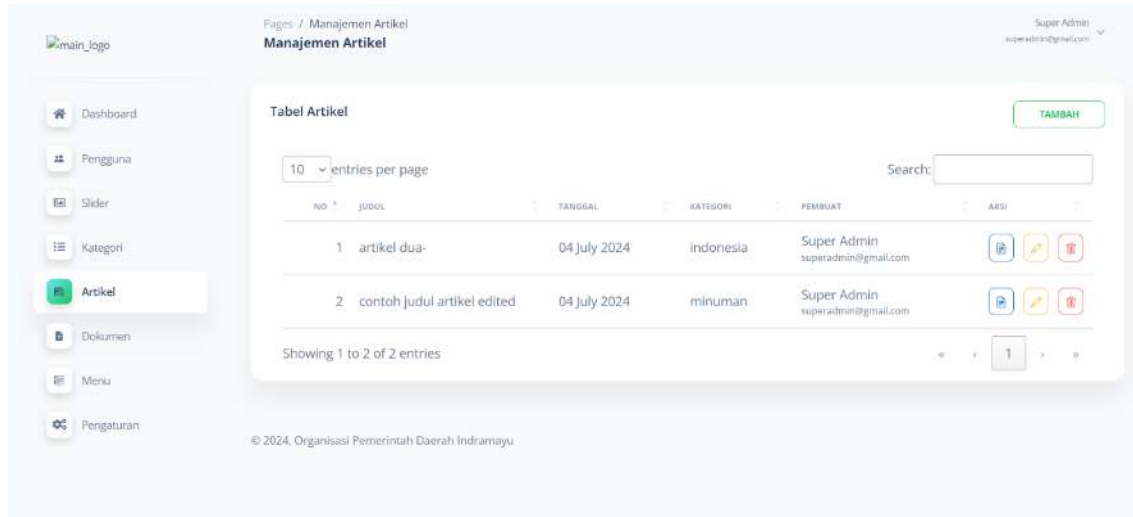 main_logo
Pages / Manajemen Artikel
Manajemen Artikel
Super Admin
superadmin@gmail.com
Dashboard
Pengguna
Slider
Kategori
Artikel
Dokumen
Menu
Pengaturan
Tabel Artikel
TAMBAH
10 entries per page
Search:
NO JUDUL TANGGAL KATEGORI PEMBUAT AKSI
1 artikel dua- 04 July 2024 indonesia Super Admin
superadmin@gmail.com
2 contoh judul artikel edited 04 July 2024 minuman Super Admin
superadmin@gmail.com
Showing 1 to 2 of 2 entries
« ‹ 1 › »
© 2024, Organisasi Pemerintah Daerah Indramayu